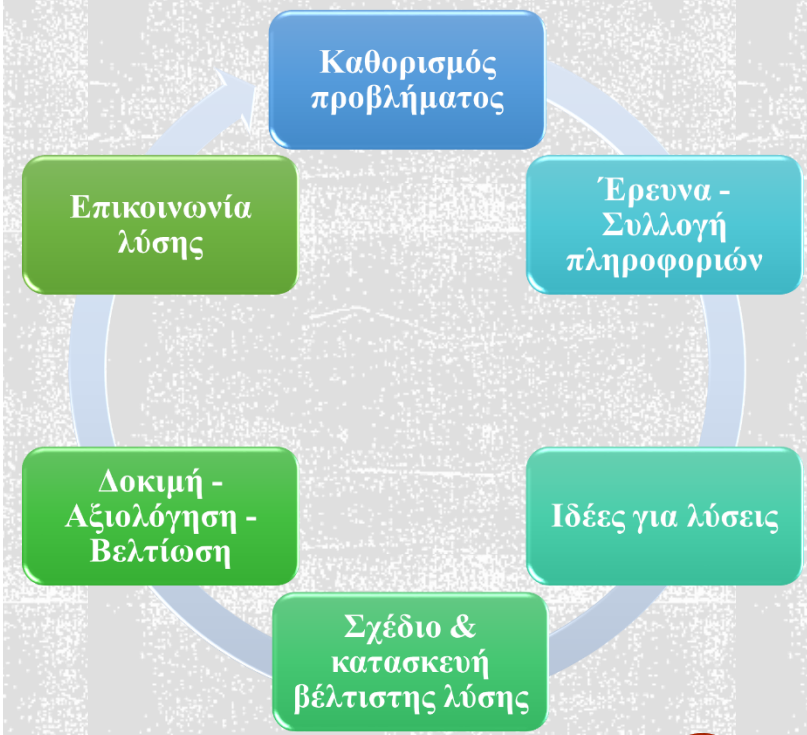 Καθορισμός
προβλήματος
Έρευνα -
Συλλογή
πληροφοριών
Ιδέες για λύσεις
Σχέδιο &
κατασκευή
βέλτιστης λύσης
Δοκιμή -
Αξιολόγηση -
Βελτίωση
Επικοινωνία
λύσης